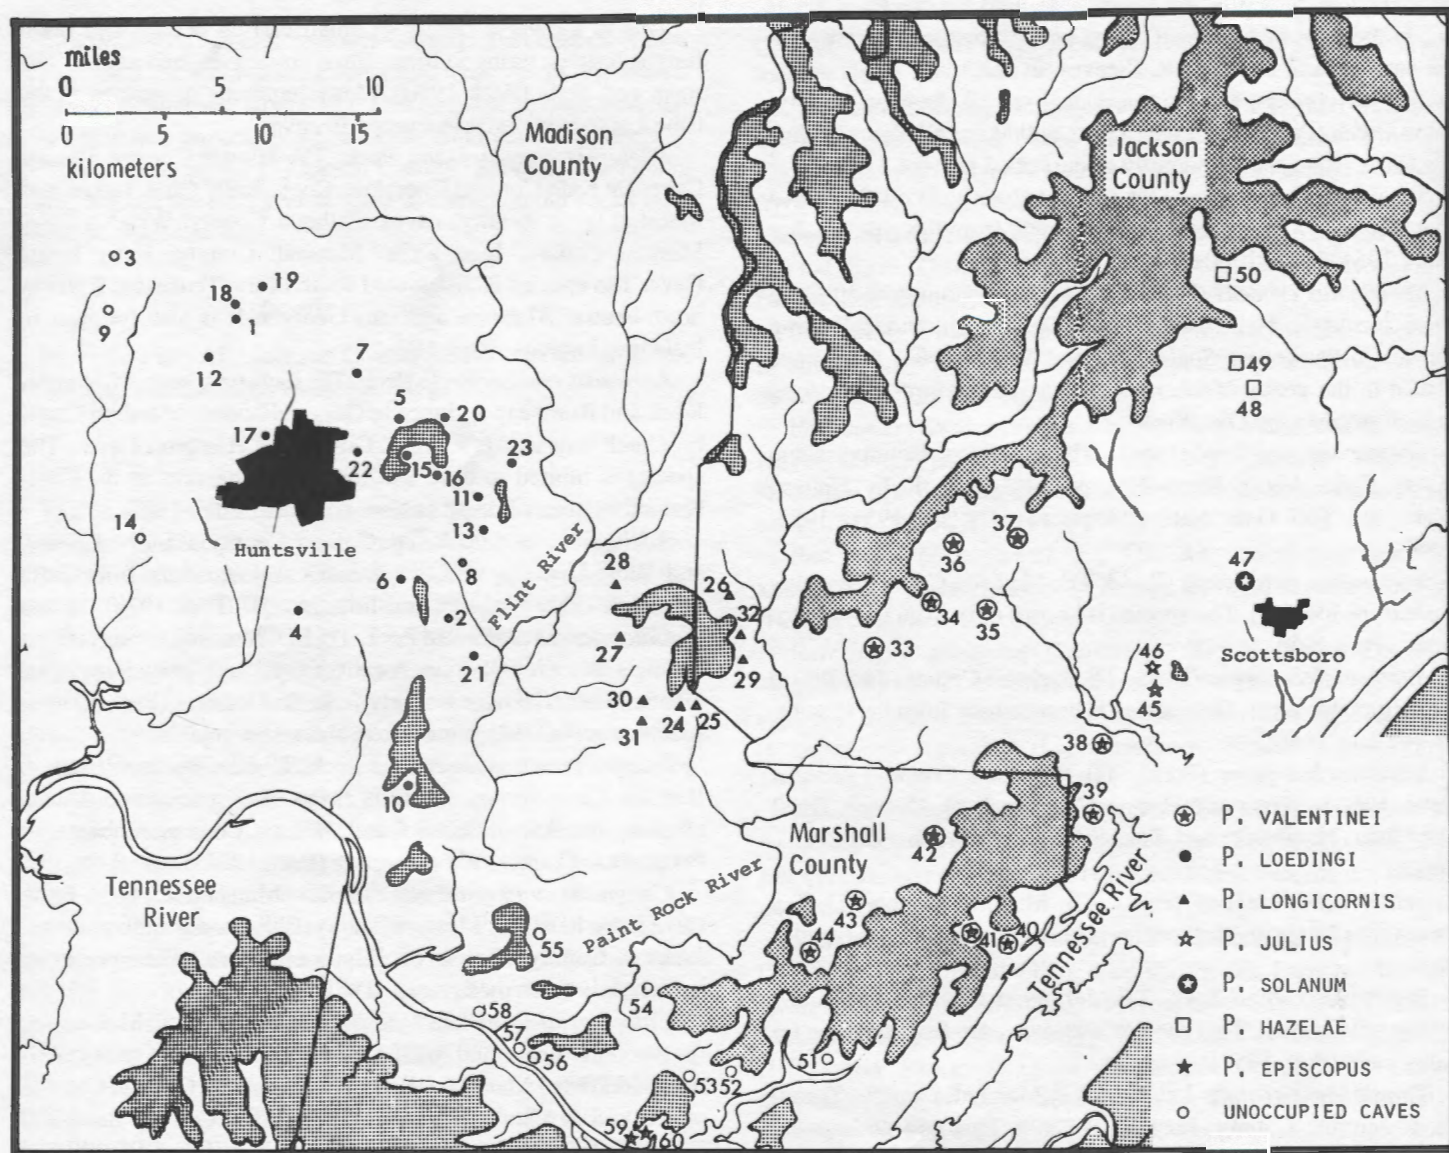 miles
0 5 10
0 5 10 15
kilometers
Madison
County
Jackson
County
3
19
18
9
1
12
7
5
20
17
22
15
16
23
11
13
14
Huntsville
6
8
4
2
21
Flint River
28
26
32
27
29
30
24
25
31
10
50
49
48
37
36
34
35
33
47
Scottsboro
46
45
38
39
Marshall
County
42
43
44
41
40
Tennessee River
Tennessee
River
Paint Rock River
55
54
58
57
56
53
52
51
59
60
P. VALENTINEI
P. LOEDINGI
P. LONGICORNIS
P. JULIUS
P. SOLANUM
P. HAZELAE
P. EPISCOPUS
UNOCCUPIED CAVES